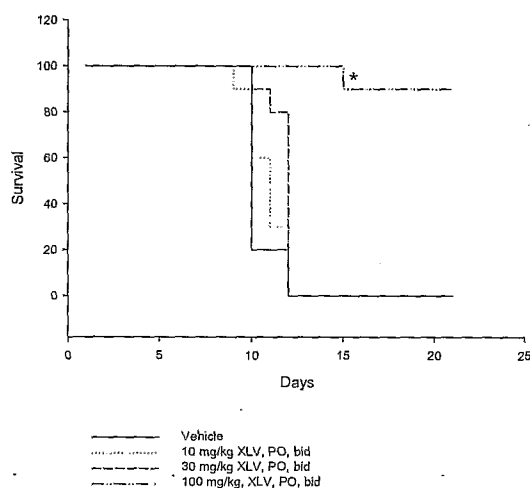 120
100
80
60
40
20
0
Survival
*
0 5 10 15 20 25
Days
Vehicle
10 mg/kg XLV, PO, bid
30 mg/kg XLV, PO, bid
100 mg/kg, XLV, PO, bid